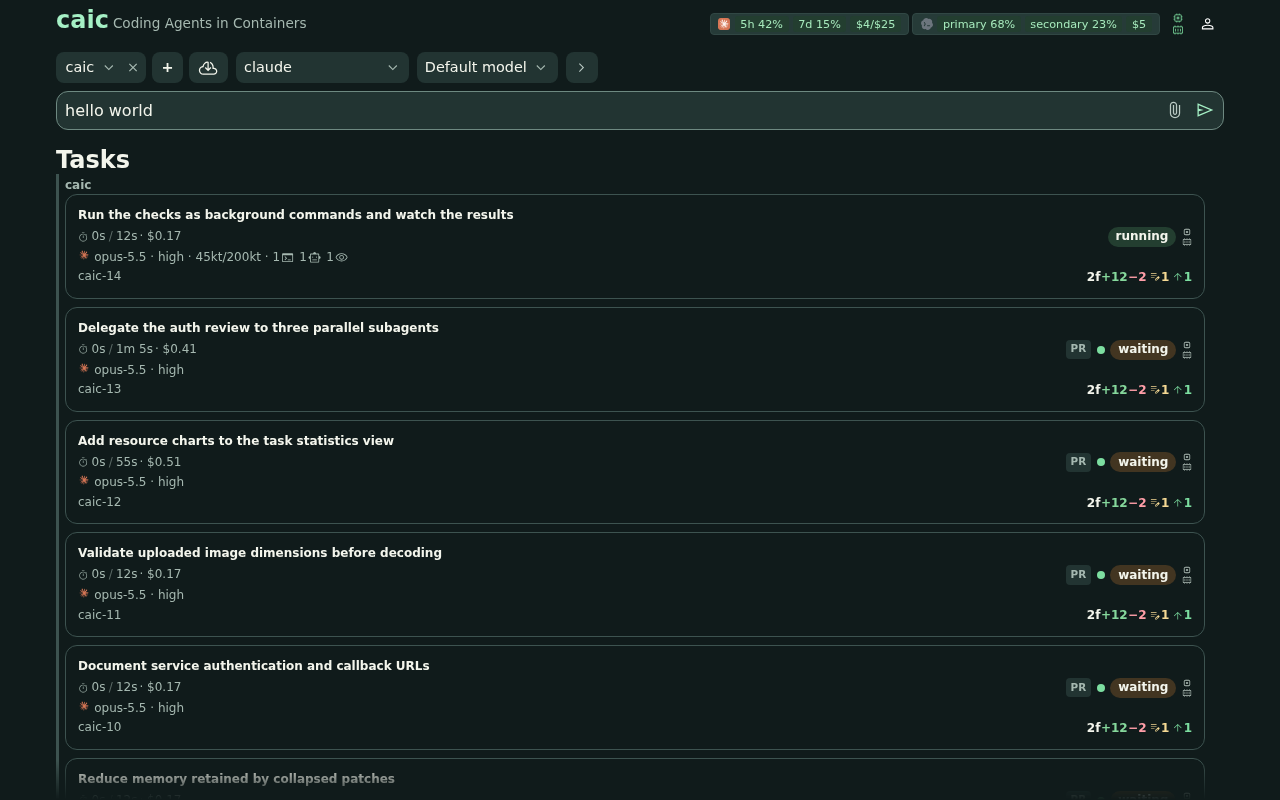 caic Coding Agents in Containers 5h 42% 7d 15% $4/$25 primary 68% secondary 23% $5
caic × + claude Default model
hello world
Tasks
caic
Run the checks as background commands and watch the results
0s / 12s · $0.17 running
opus-5.5 · high · 45kt/200kt · 1 1 1
caic-14 2f+12−2 1 ↑1
Delegate the auth review to three parallel subagents
0s / 1m 5s · $0.41 PR waiting
opus-5.5 · high
caic-13 2f+12−2 1 ↑1
Add resource charts to the task statistics view
0s / 55s · $0.51 PR waiting
opus-5.5 · high
caic-12 2f+12−2 1 ↑1
Validate uploaded image dimensions before decoding
0s / 12s · $0.17 PR waiting
opus-5.5 · high
caic-11 2f+12−2 1 ↑1
Document service authentication and callback URLs
0s / 12s · $0.17 PR waiting
opus-5.5 · high
caic-10 2f+12−2 1 ↑1
Reduce memory retained by collapsed patches